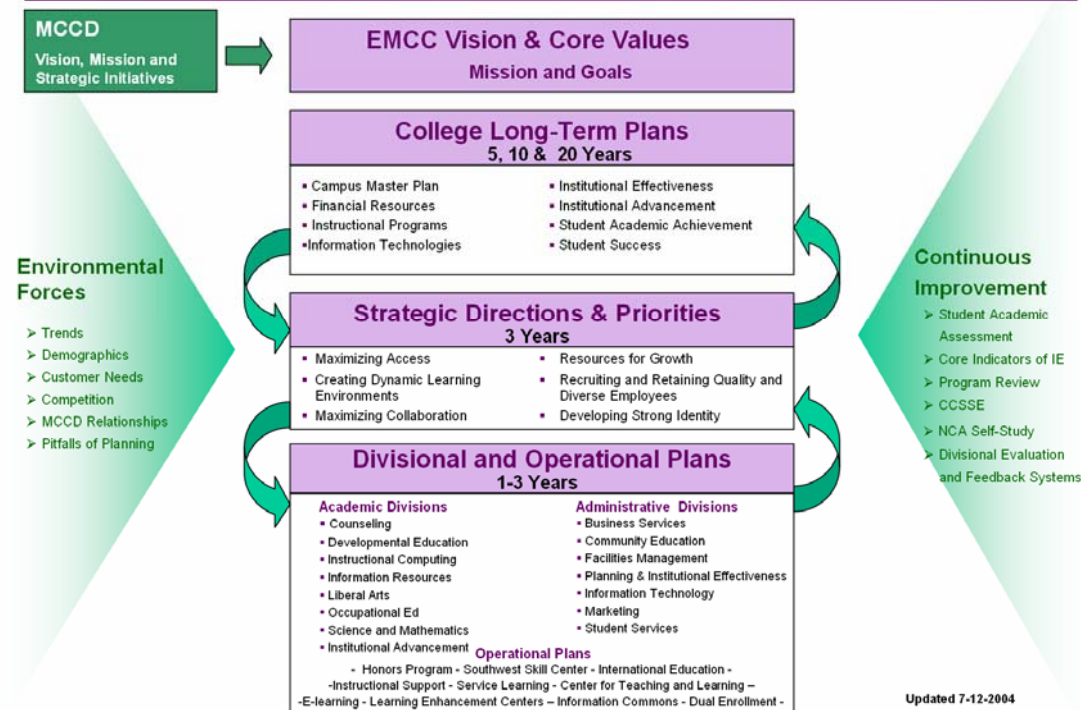 MCCD
Vision, Mission and
Strategic Initiatives
EMCC Vision & Core Values
Mission and Goals
College Long-Term Plans
5, 10 & 20 Years
▪ Campus Master Plan
▪ Financial Resources
▪ Instructional Programs
▪Information Technologies
▪ Institutional Effectiveness
▪ Institutional Advancement
▪ Student Academic Achievement
▪ Student Success
Environmental
Forces
➢ Trends
➢ Demographics
➢ Customer Needs
➢ Competition
➢ MCCD Relationships
➢ Pitfalls of Planning
Strategic Directions & Priorities
3 Years
▪ Maximizing Access
▪ Creating Dynamic Learning
Environments
▪ Maximizing Collaboration
▪ Resources for Growth
▪ Recruiting and Retaining Quality and
Diverse Employees
▪ Developing Strong Identity
Continuous
Improvement
➢ Student Academic
Assessment
➢ Core Indicators of IE
➢ Program Review
➢ CCSSE
➢ NCA Self-Study
➢ Divisional Evaluation
and Feedback Systems
Divisional and Operational Plans
1-3 Years
Academic Divisions
▪ Counseling
▪ Developmental Education
▪ Instructional Computing
▪ Information Resources
▪ Liberal Arts
▪ Occupational Ed
▪ Science and Mathematics
▪ Institutional Advancement
Administrative Divisions
▪ Business Services
▪ Community Education
▪ Facilities Management
▪ Planning & Institutional Effectiveness
▪ Information Technology
▪ Marketing
▪ Student Services
Operational Plans
- Honors Program - Southwest Skill Center - International Education -
-Instructional Support - Service Learning - Center for Teaching and Learning –
-E-learning - Learning Enhancement Centers – Information Commons - Dual Enrollment -
Updated 7-12-2004